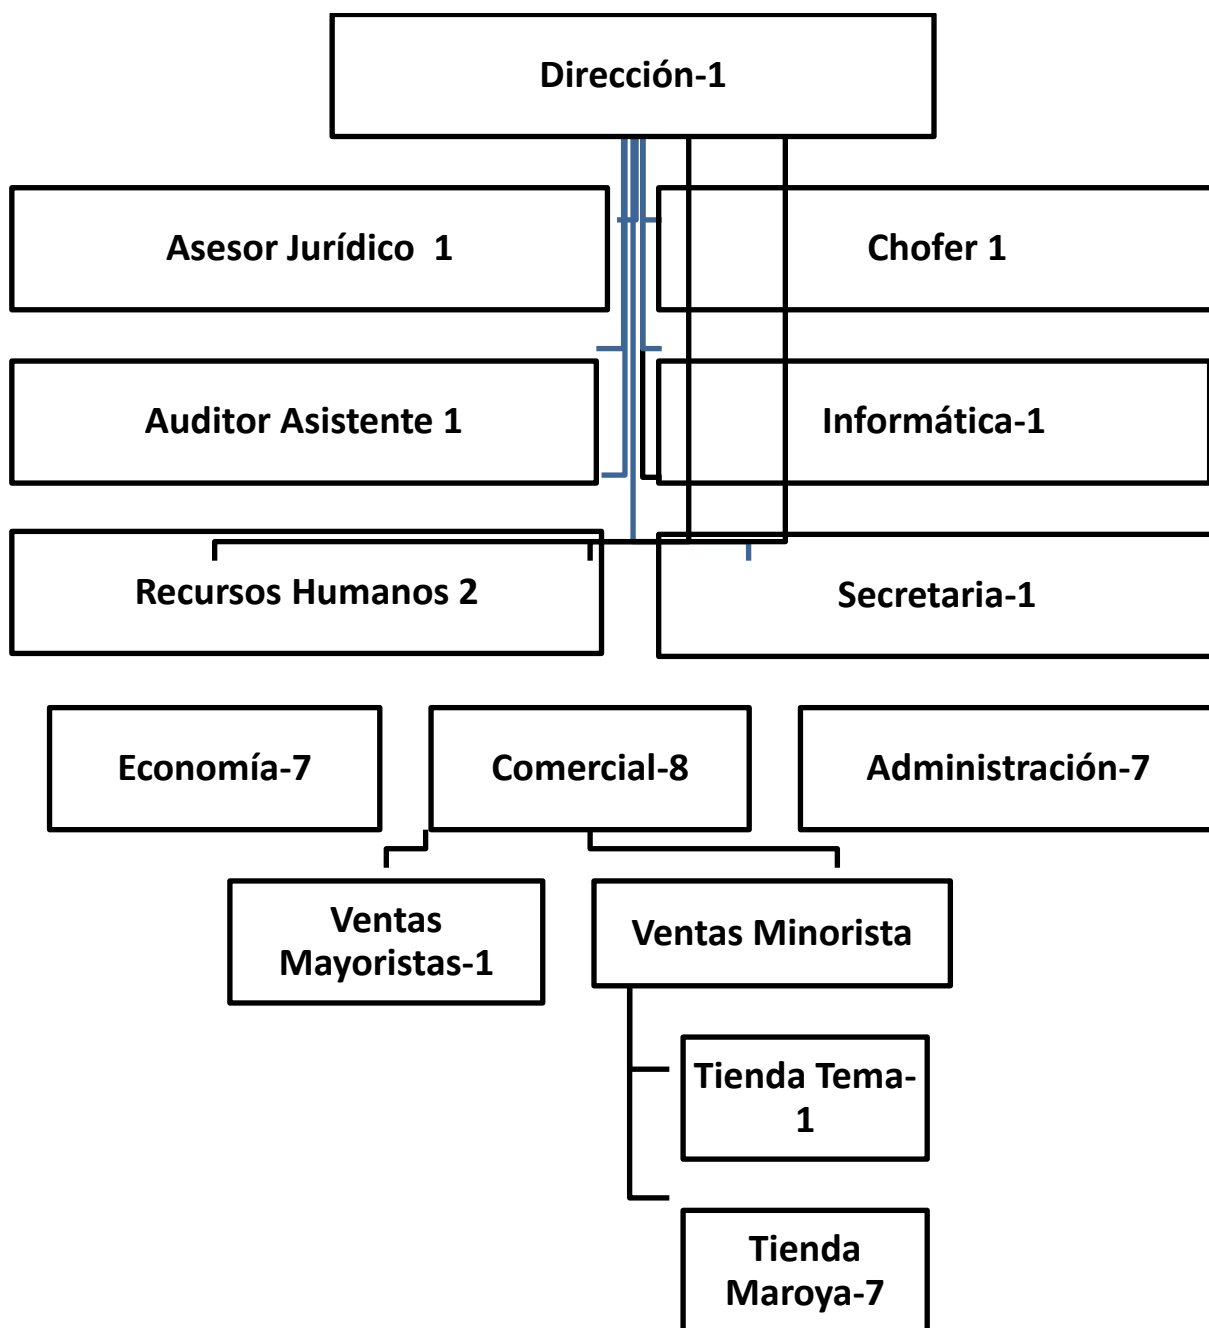 Dirección-1
Asesor Jurídico  1
Chofer 1
Auditor Asistente 1
Informática-1
Recursos Humanos 2
Secretaria-1
Economía-7
Comercial-8
Administración-7
Ventas
Mayoristas-1
Ventas Minorista
Tienda Tema-
1
Tienda
Maroya-7